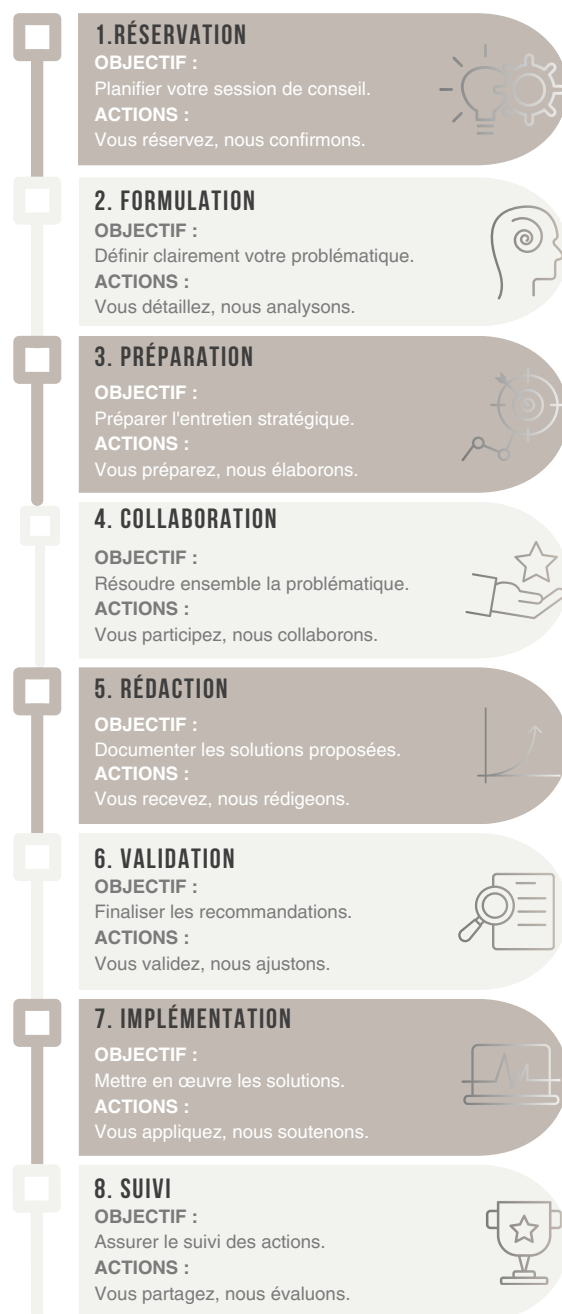 1.RÉSERVATION
OBJECTIF :
Planifier votre session de conseil.
ACTIONS :
Vous réservez, nous confirmons.
2. FORMULATION
OBJECTIF :
Définir clairement votre problématique.
ACTIONS :
Vous détaillez, nous analysons.
3. PRÉPARATION
OBJECTIF :
Préparer l'entretien stratégique.
ACTIONS :
Vous préparez, nous élaborons.
4. COLLABORATION
OBJECTIF :
Résoudre ensemble la problématique.
ACTIONS :
Vous participez, nous collaborons.
5. RÉDACTION
OBJECTIF :
Documenter les solutions proposées.
ACTIONS :
Vous recevez, nous rédigeons.
6. VALIDATION
OBJECTIF :
Finaliser les recommandations.
ACTIONS :
Vous validez, nous ajustons.
7. IMPLÉMENTATION
OBJECTIF :
Mettre en œuvre les solutions.
ACTIONS :
Vous appliquez, nous soutenons.
8. SUIVI
OBJECTIF :
Assurer le suivi des actions.
ACTIONS :
Vous partagez, nous évaluons.